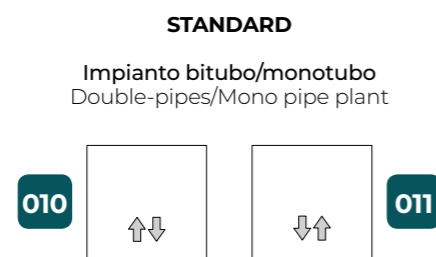 STANDARD
Impianto bitubo/monotubo
Double-pipes/Mono pipe plant
010
011